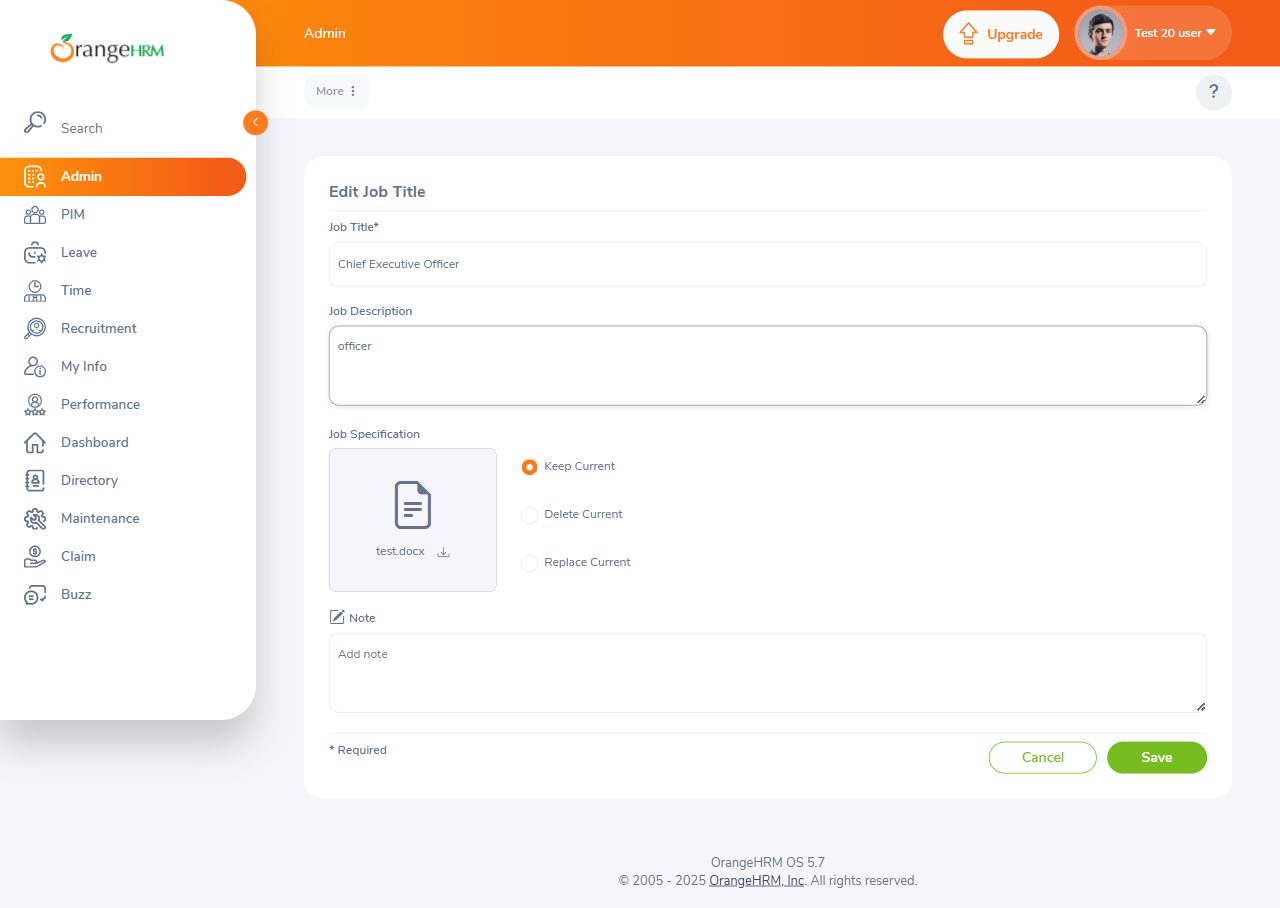 OrangeHRM
Admin
Upgrade
Test 20 user
More
?
Search
Admin
PIM
Leave
Time
Recruitment
My Info
Performance
Dashboard
Directory
Maintenance
Claim
Buzz
Edit Job Title
Job Title*
Chief Executive Officer
Job Description
officer
Job Specification
test.docx
Keep Current
Delete Current
Replace Current
Note
Add note
* Required
Cancel
Save
OrangeHRM OS 5.7
© 2005 - 2025 OrangeHRM, Inc. All rights reserved.